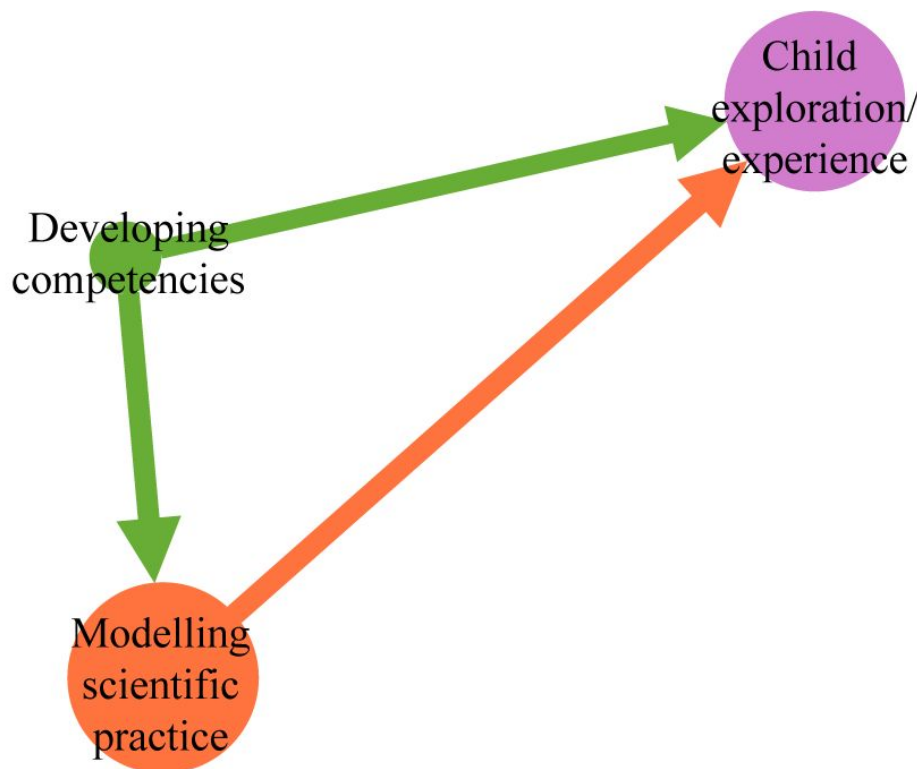 Child
exploration/
experience
Developing
competencies
Modelling
scientific
practice